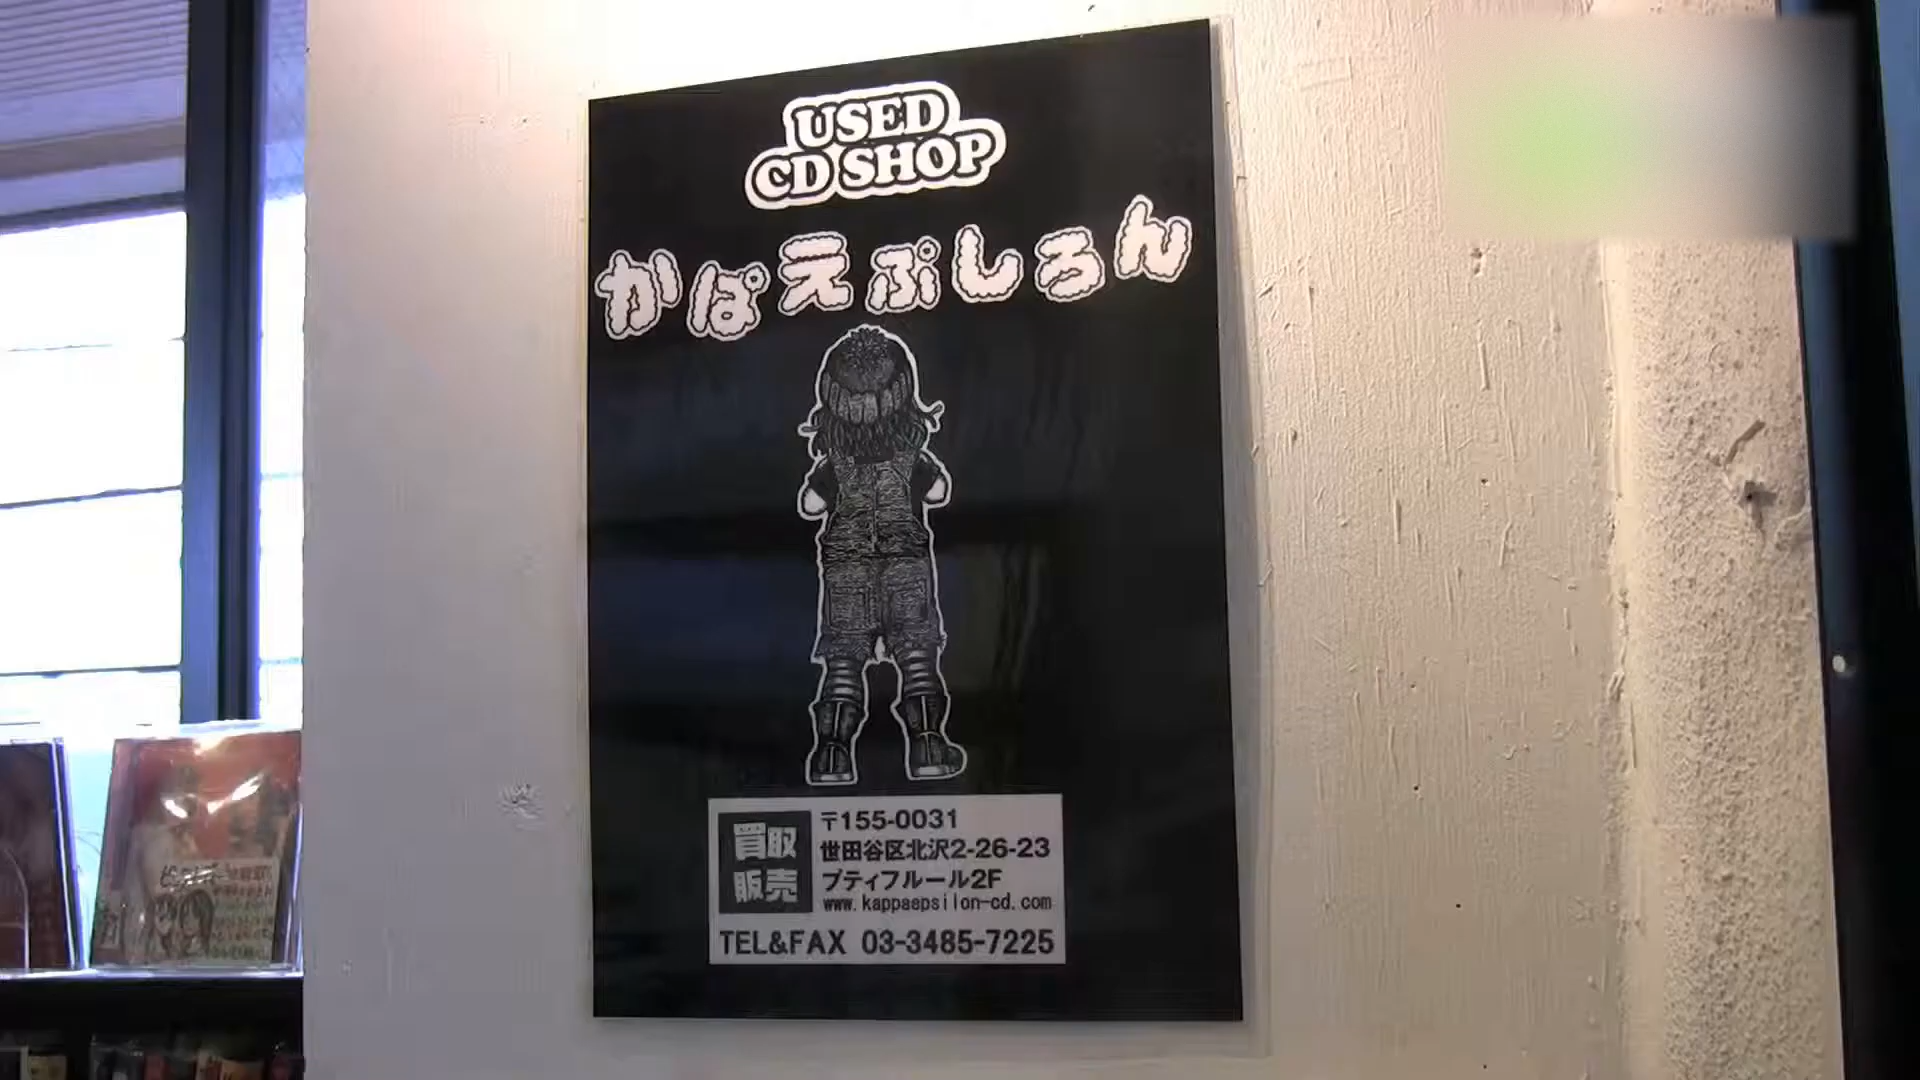 USED
CD SHOP
かぱえぷしろん
買取
販売
〒155-0031
世田谷区北沢2-26-23
プティフルール2F
www.kappaepsilon-cd.com
TEL&FAX 03-3485-7225